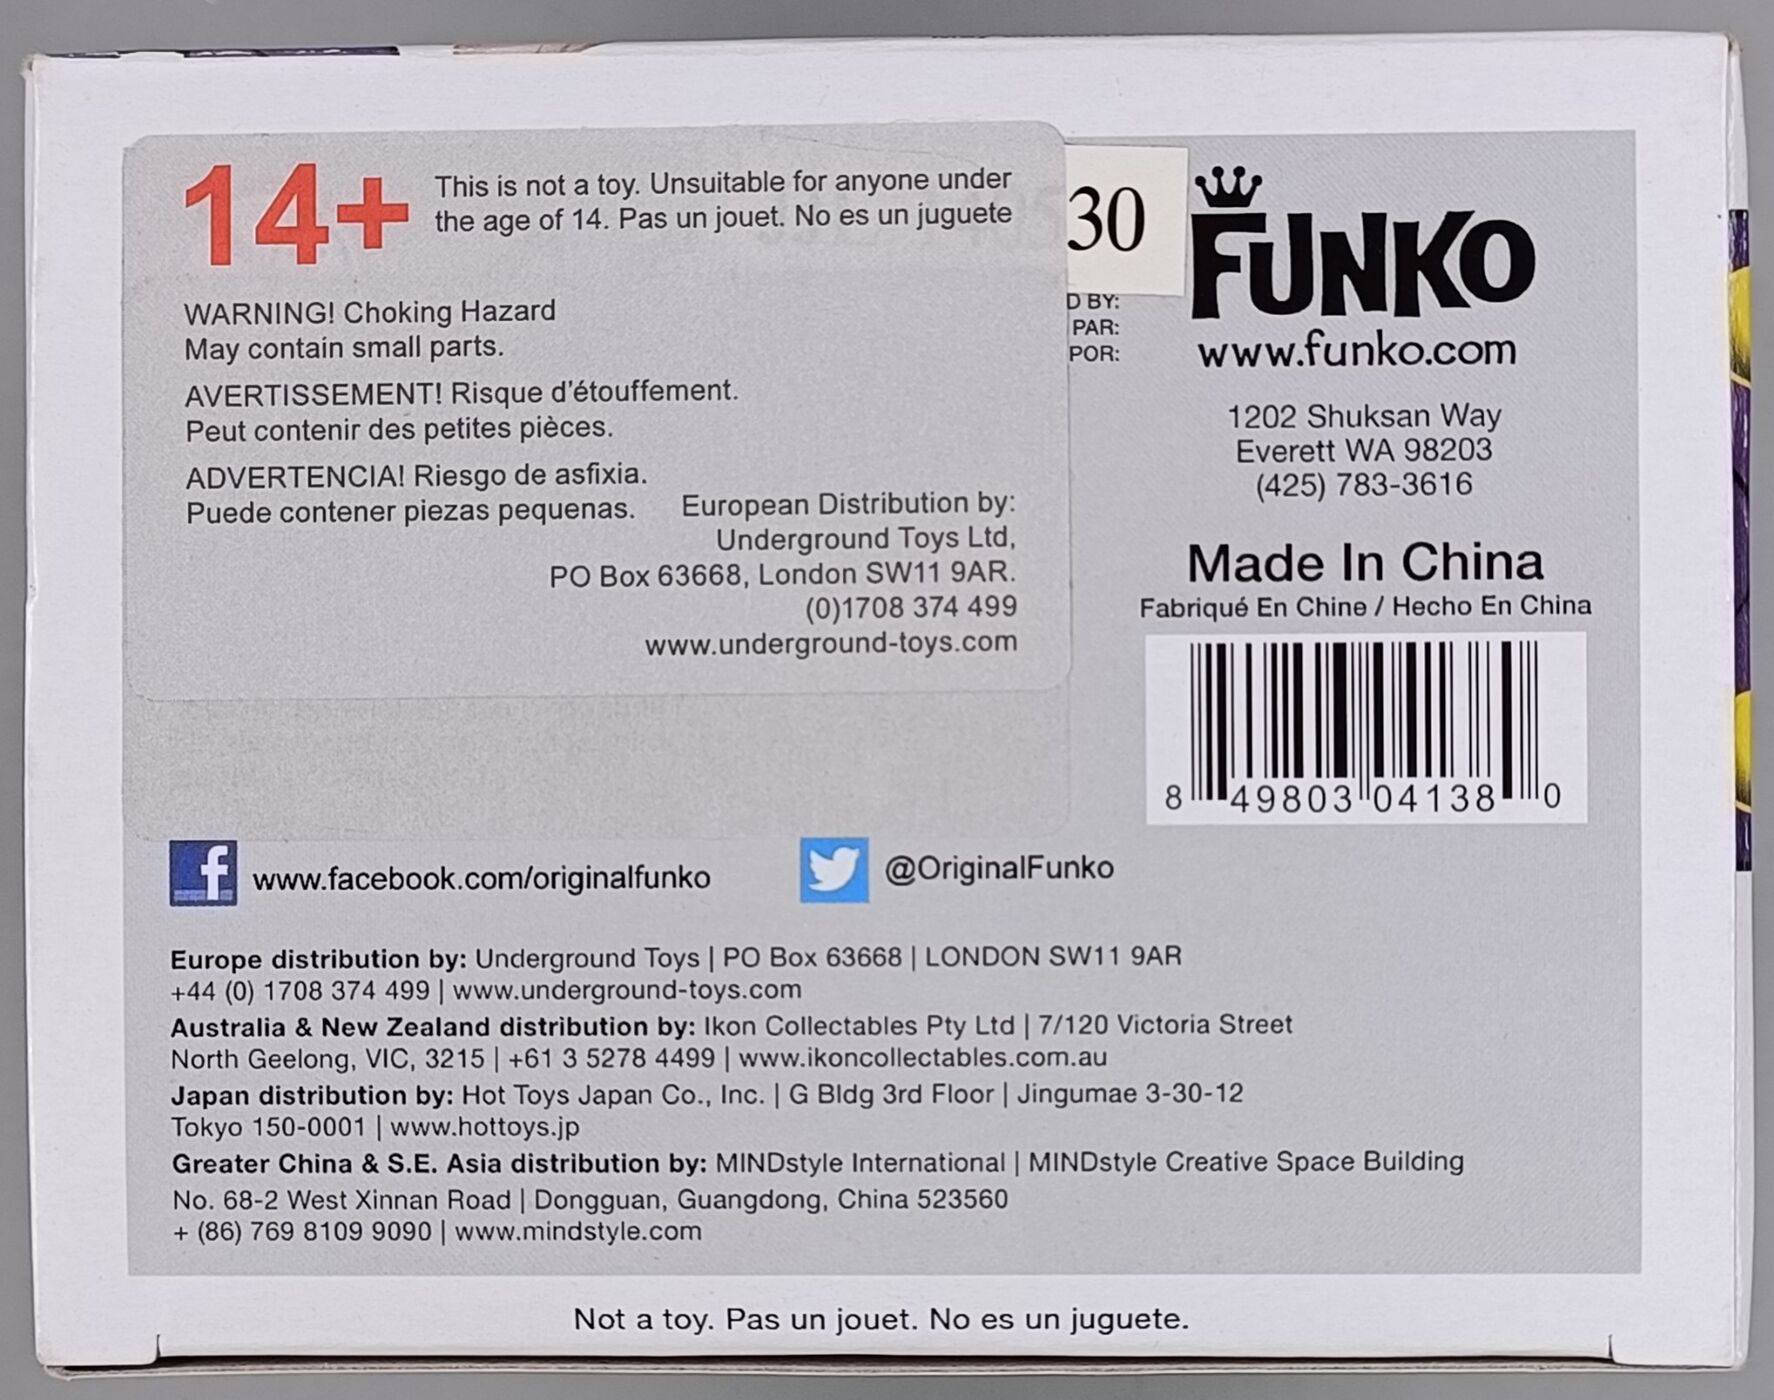 14+
This is not a toy. Unsuitable for anyone under
the age of 14. Pas un jouet. No es un juguete
WARNING! Choking Hazard
May contain small parts.
AVERTISSEMENT! Risque d'étouffement.
Peut contenir des petites pièces.
ADVERTENCIA! Riesgo de asfixia.
Puede contener piezas pequenas.
European Distribution by:
Underground Toys Ltd,
PO Box 63668, London SW11 9AR.
(0)1708 374 499
www.underground-toys.com
30
D BY:
PAR:
POR:
FUNKO
www.funko.com
1202 Shuksan Way
Everett WA 98203
(425) 783-3616
Made In China
Fabriqué En Chine / Hecho En China
8 49803 04138 0
www.facebook.com/originalfunko
@OriginalFunko
Europe distribution by: Underground Toys | PO Box 63668 | LONDON SW11 9AR
+44 (0) 1708 374 499 | www.underground-toys.com
Australia & New Zealand distribution by: Ikon Collectables Pty Ltd | 7/120 Victoria Street
North Geelong, VIC, 3215 | +61 3 5278 4499 | www.ikoncollectables.com.au
Japan distribution by: Hot Toys Japan Co., Inc. | G Bldg 3rd Floor | Jingumae 3-30-12
Tokyo 150-0001 | www.hottoys.jp
Greater China & S.E. Asia distribution by: MINDstyle International | MINDstyle Creative Space Building
No. 68-2 West Xinnan Road | Dongguan, Guangdong, China 523560
+ (86) 769 8109 9090 | www.mindstyle.com
Not a toy. Pas un jouet. No es un juguete.